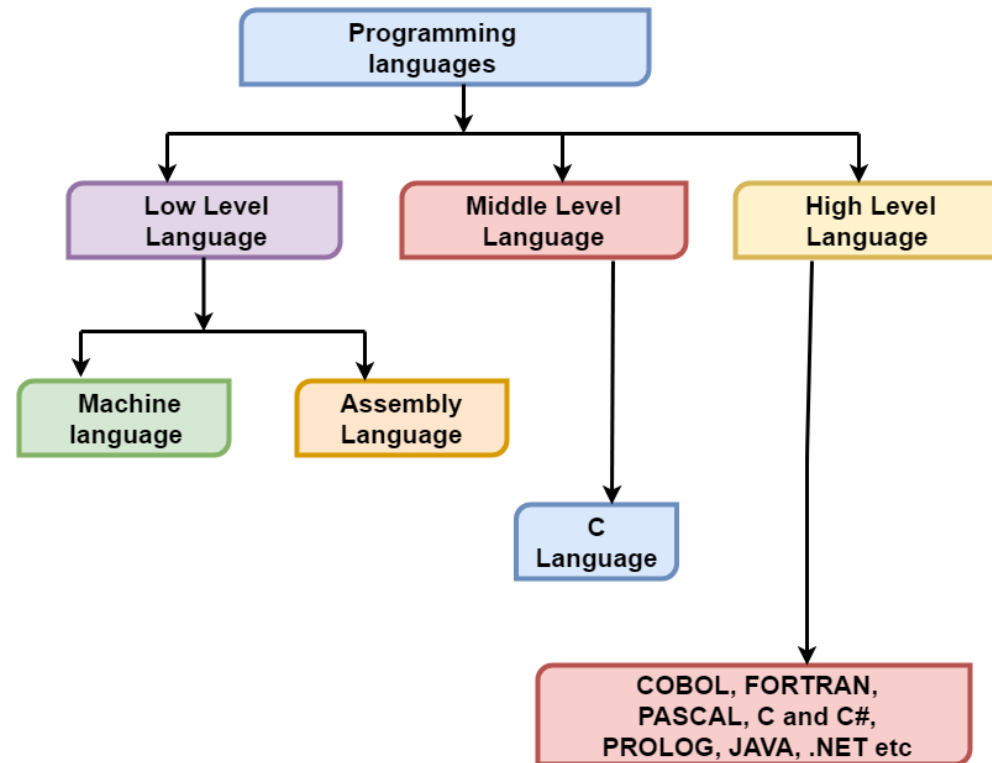 Programming
languages
Low Level
Language
Middle Level
Language
High Level
Language
Machine
language
Assembly
Language
C
Language
COBOL, FORTRAN,
PASCAL, C and C#,
PROLOG, JAVA, .NET etc